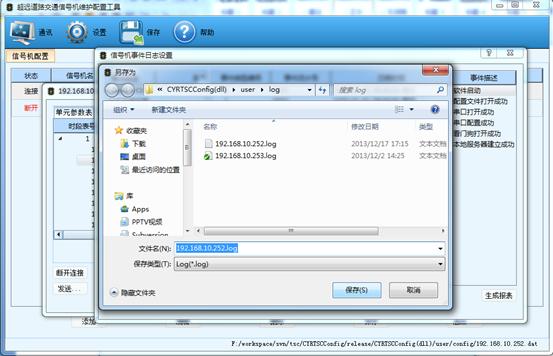 超远道路交通信号机维护配置工具
通讯 设置 保存 帮助
信号机配置
信号机事件日志设置
状态 信号机名
事件描述
连接
断开
192.168.10
软件启动
配置文件打开成功
串口打开成功
串口配置成功
看门狗打开成功
本地服务器建立成功
单元参数表
时段表号
1
另存为
« CYRTSCConfig(dll) ▸ user ▸ log
搜索 log
组织 新建文件夹
收藏夹
下载
桌面
最近访问的位置
库
Apps
PPTV视频
Subversion
名称 修改日期 类型
192.168.10.252.log 2013/12/17 17:15 文本文档
192.168.10.253.log 2013/12/2 14:25 文本文档
文件名(N): 192.168.10.252.log
保存类型(T): Log(*.log)
隐藏文件夹
保存(S) 取消
断开连接
发送...
生成报表
添加
F:/workspace/svn/tsc/CYRTSCConfig/release/CYRTSCConfig(dll)/user/config/192.168.10.252.dat